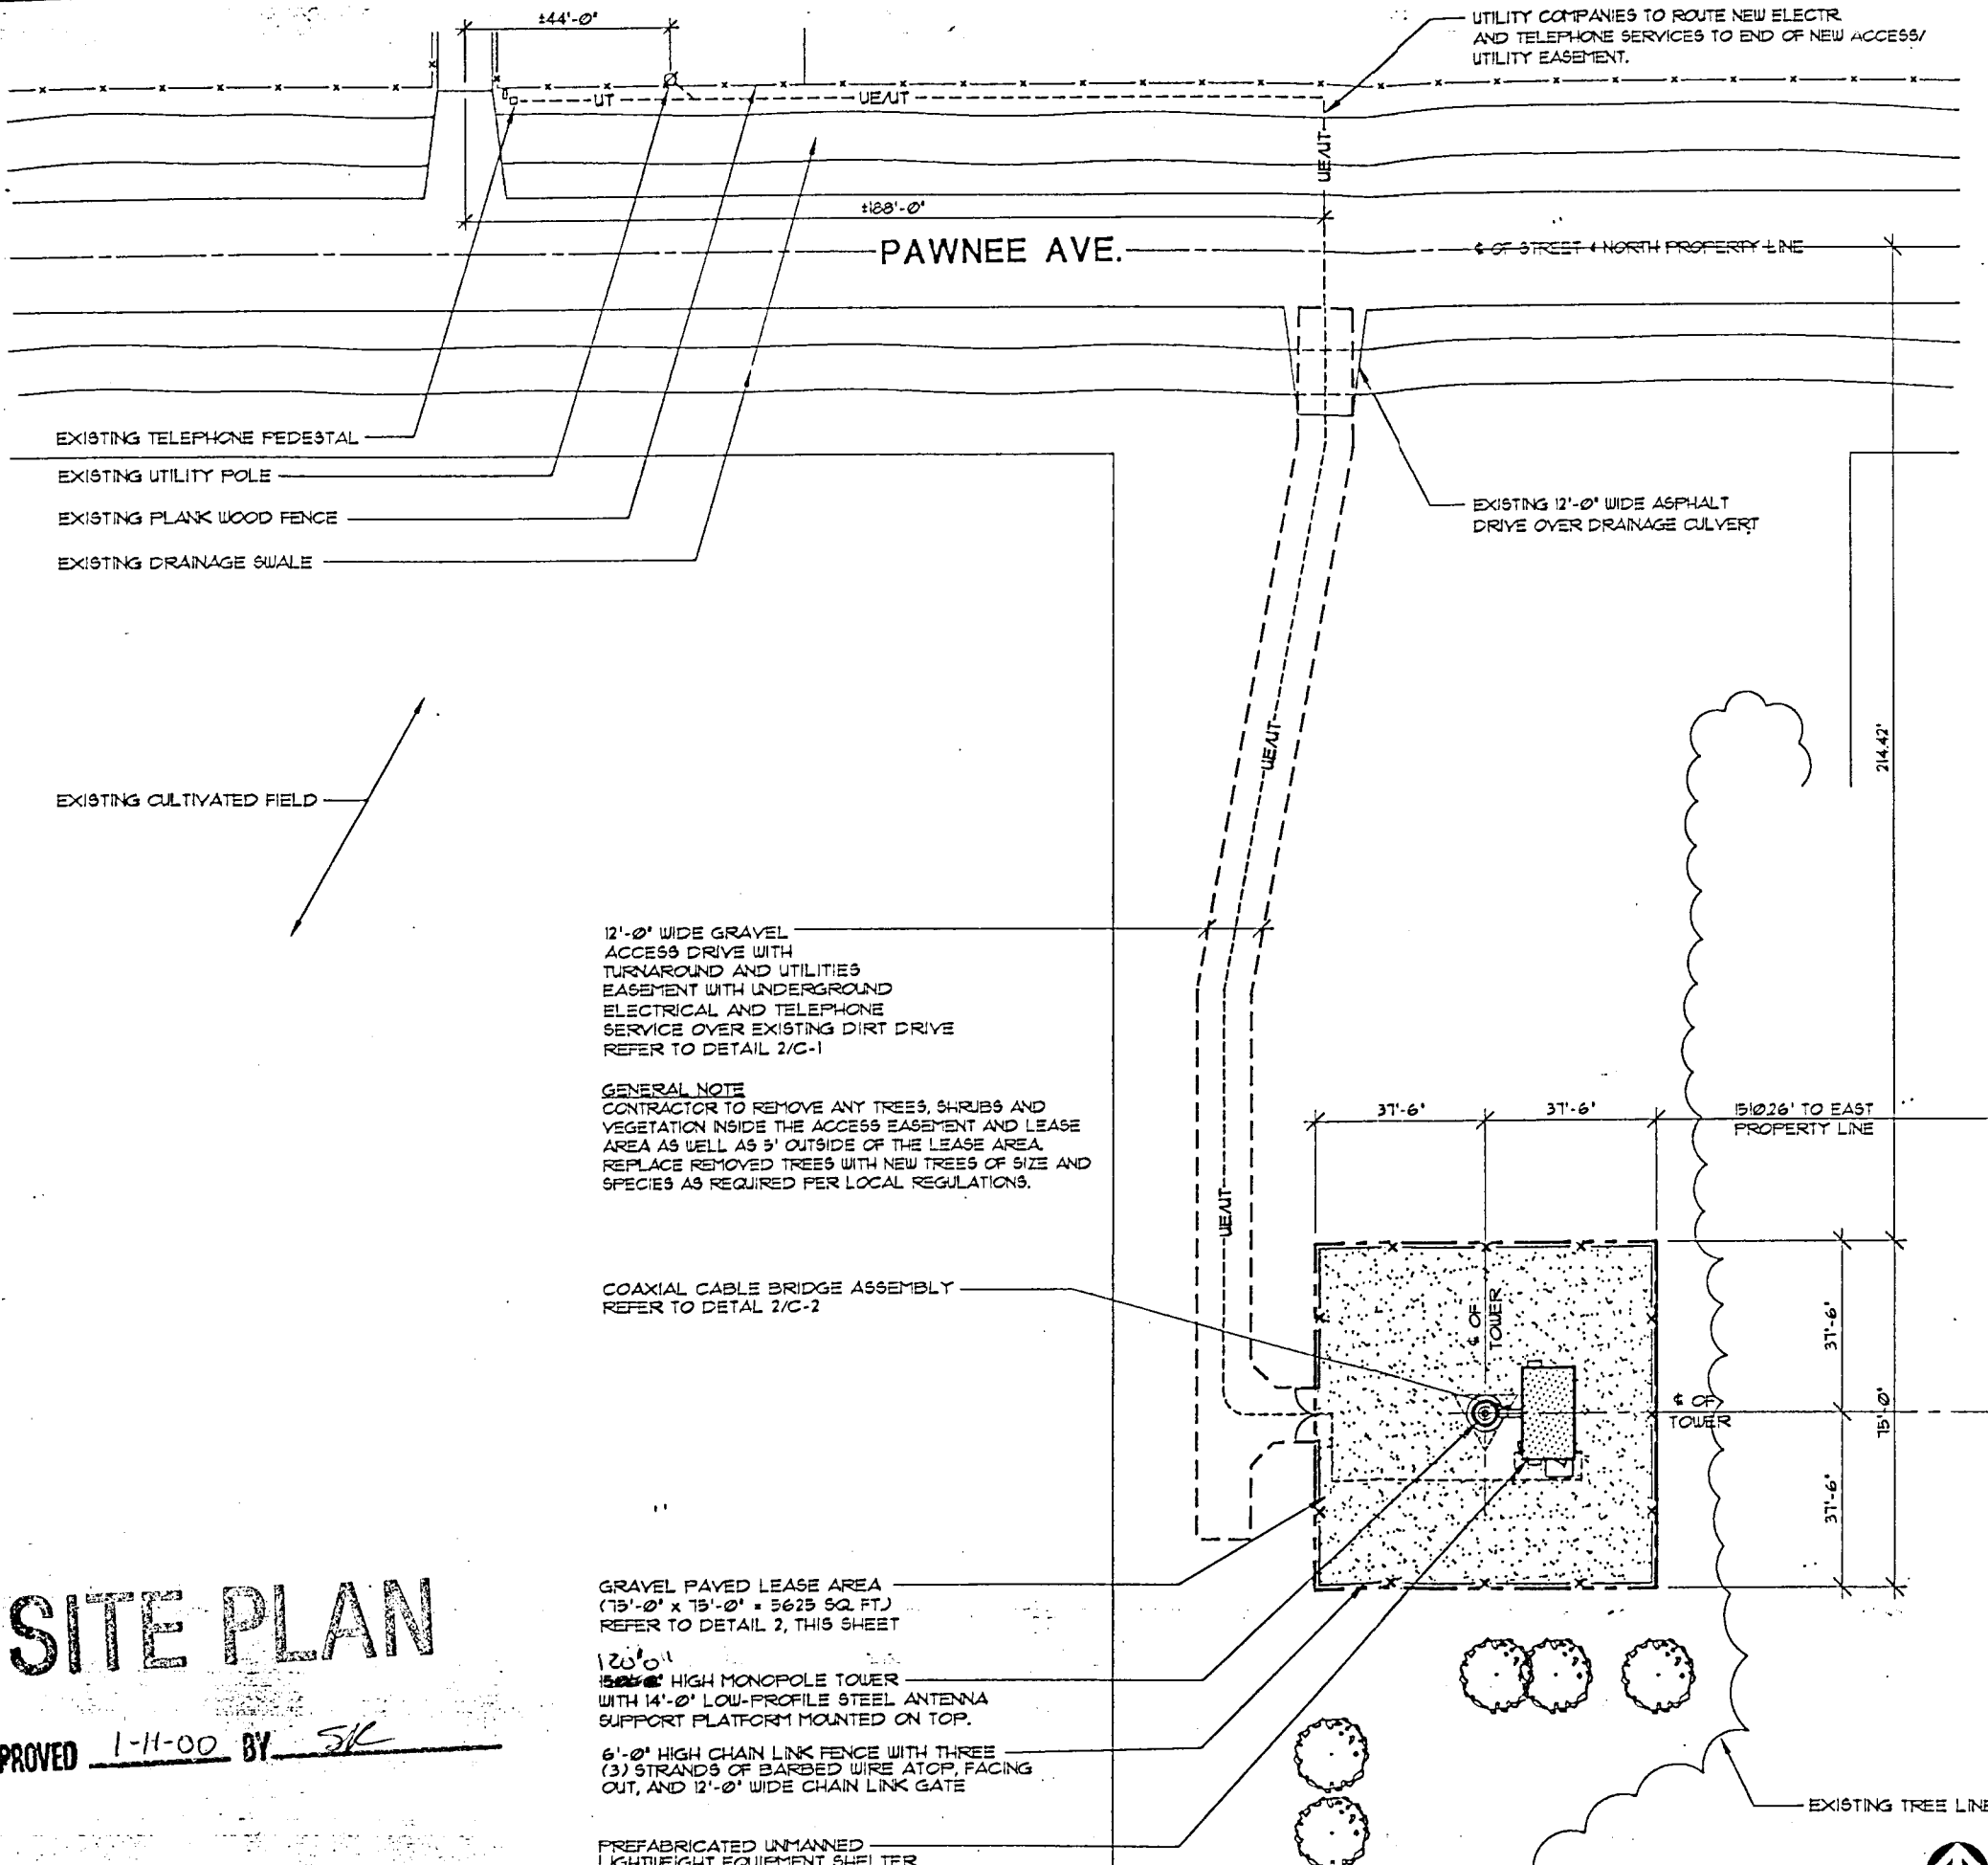 ±44'-0"
UTILITY COMPANIES TO ROUTE NEW ELECTR.
AND TELEPHONE SERVICES TO END OF NEW ACCESS/
UTILITY EASEMENT.
UT
UE/UT
UE/UT
±188'-0"
PAWNEE AVE.
℄ OF STREET & NORTH PROPERTY LINE
EXISTING TELEPHONE PEDESTAL
EXISTING UTILITY POLE
EXISTING PLANK WOOD FENCE
EXISTING DRAINAGE SWALE
EXISTING 12'-0" WIDE ASPHALT
DRIVE OVER DRAINAGE CULVERT
UE/UT
214.42'
EXISTING CULTIVATED FIELD
12'-0" WIDE GRAVEL
ACCESS DRIVE WITH
TURNAROUND AND UTILITIES
EASEMENT WITH UNDERGROUND
ELECTRICAL AND TELEPHONE
SERVICE OVER EXISTING DIRT DRIVE
REFER TO DETAIL 2/C-1
GENERAL NOTE
CONTRACTOR TO REMOVE ANY TREES, SHRUBS AND
VEGETATION INSIDE THE ACCESS EASEMENT AND LEASE
AREA AS WELL AS 5' OUTSIDE OF THE LEASE AREA.
REPLACE REMOVED TREES WITH NEW TREES OF SIZE AND
SPECIES AS REQUIRED PER LOCAL REGULATIONS.
37'-6"
37'-6"
1510.26' TO EAST
PROPERTY LINE
UE/UT
COAXIAL CABLE BRIDGE ASSEMBLY
REFER TO DETAL 2/C-2
℄ OF
TOWER
37'-6"
℄ OF
TOWER
75'-0"
37'-6"
GRAVEL PAVED LEASE AREA
(75'-0" x 75'-0" = 5625 SQ. FT.)
REFER TO DETAIL 2, THIS SHEET
120'0"
HIGH MONOPOLE TOWER
WITH 14'-0" LOW-PROFILE STEEL ANTENNA
SUPPORT PLATFORM MOUNTED ON TOP.
6'-0" HIGH CHAIN LINK FENCE WITH THREE
(3) STRANDS OF BARBED WIRE ATOP, FACING
OUT, AND 12'-0" WIDE CHAIN LINK GATE
PREFABRICATED UNMANNED
LIGHTWEIGHT EQUIPMENT SHELTER
SITE PLAN
PROVED 1-11-00 BY SK
EXISTING TREE LINE